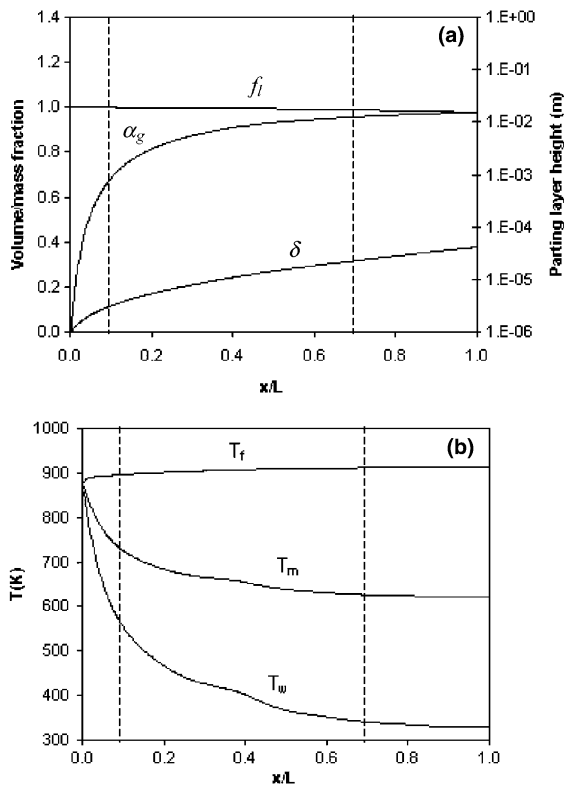 (a)
1.4
1.2
1.0
0.8
0.6
0.4
0.2
0.0
Volume/mass fraction
f_l
α_g
δ
1.E+00
1.E-01
1.E-02
1.E-03
1.E-04
1.E-05
1.E-06
Parting layer height (m)
0.0 0.2 0.4 0.6 0.8 1.0
x/L
(b)
1000
900
800
700
600
500
400
300
T(K)
T_f
T_m
T_w
0.0 0.2 0.4 0.6 0.8 1.0
x/L